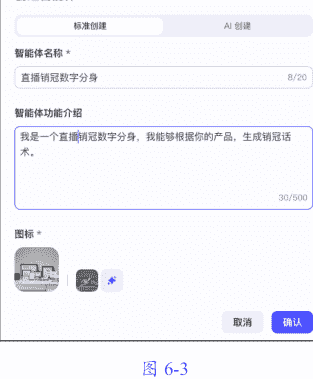 标准创建
AI 创建
智能体名称 *
直播销冠数字分身
8/20
智能体功能介绍
我是一个直播销冠数字分身，我能够根据你的产品，生成销冠话
术。
30/500
图标 *
取消
确认
图 6-3